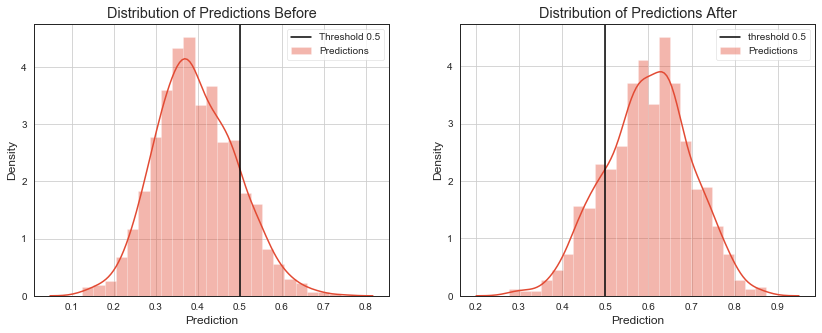 Distribution of Predictions Before
Threshold 0.5
Predictions
Density
4
3
2
1
0
0.1 0.2 0.3 0.4 0.5 0.6 0.7 0.8
Prediction
Distribution of Predictions After
threshold 0.5
Predictions
Density
4
3
2
1
0
0.2 0.3 0.4 0.5 0.6 0.7 0.8 0.9
Prediction